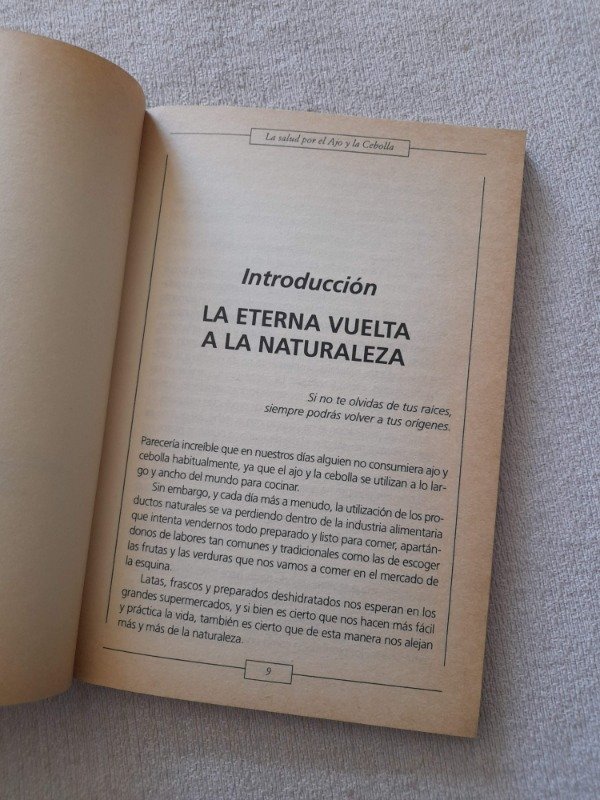 La salud por el Ajo y la Cebolla
Introducción
LA ETERNA VUELTA
A LA NATURALEZA
Si no te olvidas de tus raíces,
siempre podrás volver a tus orígenes.
Parecería increíble que en nuestros días alguien no consumiera ajo y
cebolla habitualmente, ya que el ajo y la cebolla se utilizan a lo lar-
go y ancho del mundo para cocinar.
Sin embargo, y cada día más a menudo, la utilización de los pro-
ductos naturales se va perdiendo dentro de la industria alimentaria
que intenta vendernos todo preparado y listo para comer, apartán-
donos de labores tan comunes y tradicionales como las de escoger
las frutas y las verduras que nos vamos a comer en el mercado de
la esquina.
Latas, frascos y preparados deshidratados nos esperan en los
grandes supermercados, y si bien es cierto que nos hacen más fácil
y práctica la vida, también es cierto que de esta manera nos alejan
más y más de la naturaleza.
9